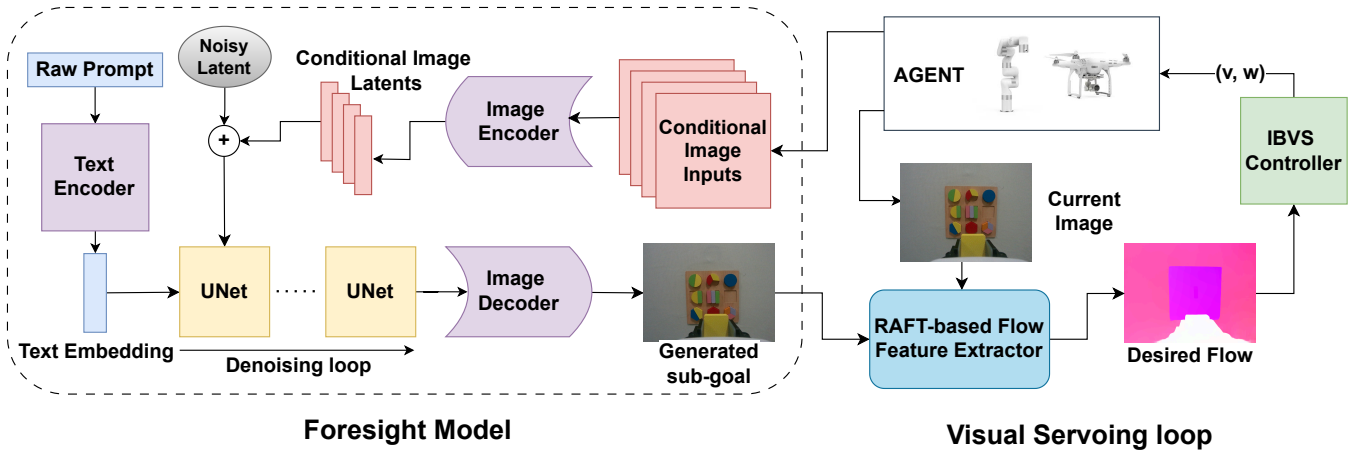 Raw Prompt
Noisy
Latent
Conditional Image
Latents
Image
Encoder
Conditional
Image
Inputs
Text
Encoder
+
UNet
UNet
Image
Decoder
Text Embedding
Denoising loop
Generated
sub-goal
Foresight Model
AGENT
(v, w)
IBVS
Controller
Current
Image
RAFT-based Flow
Feature Extractor
Desired Flow
Visual Servoing loop